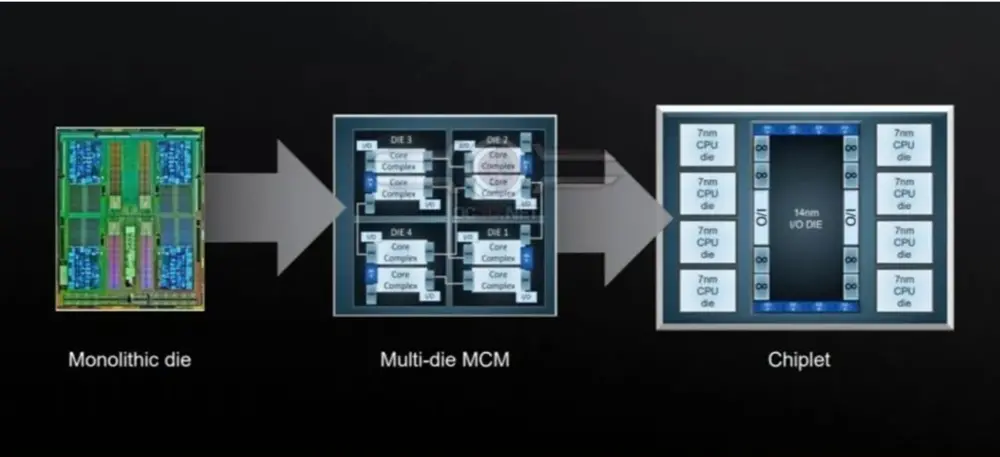 DIE 3
I/O
Core
Complex
Core
Complex
I/O
DIE 2
I/O
Core
Complex
Core
Complex
I/O
DIE 4
I/O
Core
Complex
Core
Complex
DIE 1
I/O
Core
Complex
Core
Complex
I/O
7nm
CPU
die
7nm
CPU
die
7nm
CPU
die
7nm
CPU
die
∞
∞
I/O
∞
∞
14nm
I/O DIE
∞
∞
I/O
∞
∞
7nm
CPU
die
7nm
CPU
die
7nm
CPU
die
7nm
CPU
die
Monolithic die
Multi-die MCM
Chiplet